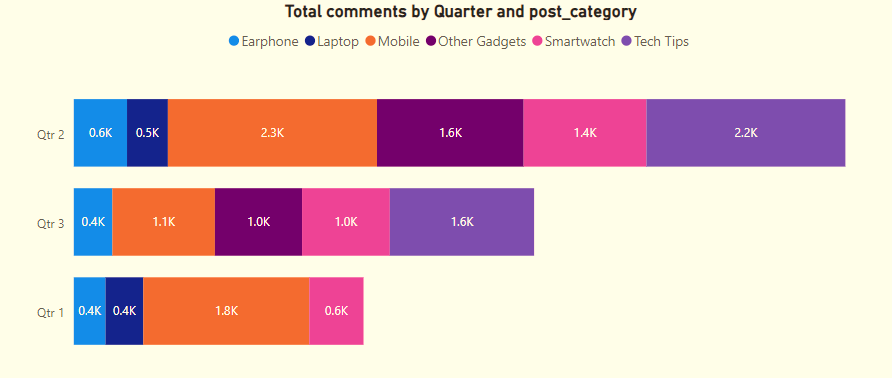 Total comments by Quarter and post_category
Earphone Laptop Mobile Other Gadgets Smartwatch Tech Tips
Qtr 2 0.6K 0.5K 2.3K 1.6K 1.4K 2.2K
Qtr 3 0.4K 1.1K 1.0K 1.0K 1.6K
Qtr 1 0.4K 0.4K 1.8K 0.6K